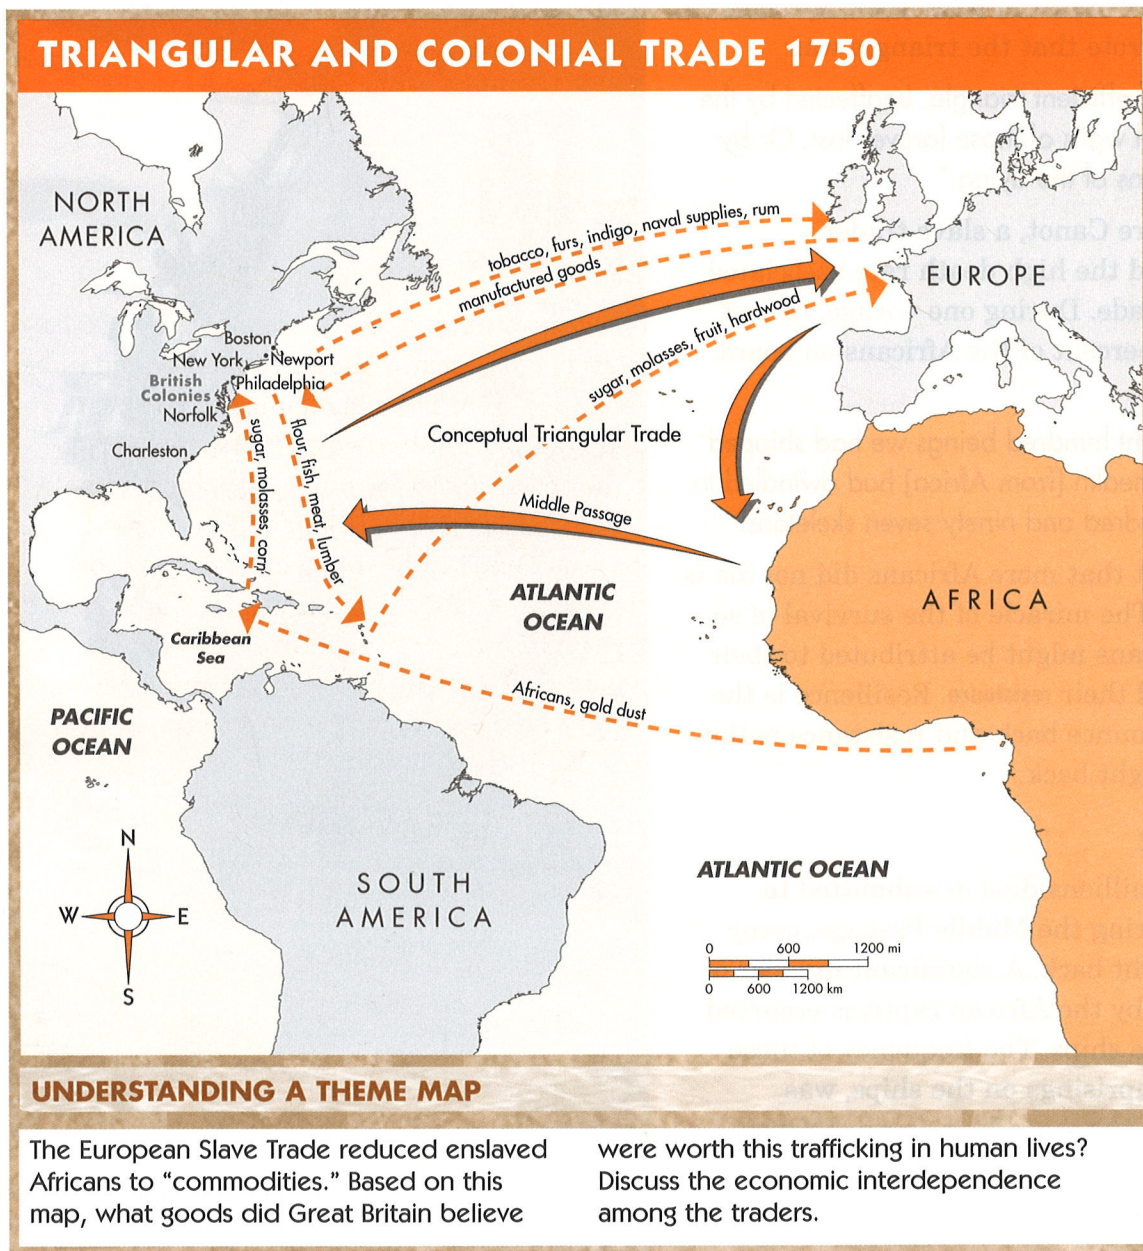 TRIANGULAR AND COLONIAL TRADE 1750
NORTH
AMERICA
tobacco, furs, indigo, naval supplies, rum
manufactured goods
EUROPE
sugar, molasses, fruit, hardwood
Boston
New York
Newport
Philadelphia
British
Colonies
Norfolk
Charleston
sugar, molasses, corn
flour, fish, meat, lumber
Conceptual Triangular Trade
Middle Passage
ATLANTIC
OCEAN
AFRICA
Caribbean
Sea
Africans, gold dust
PACIFIC
OCEAN
N
W
E
S
SOUTH
AMERICA
ATLANTIC OCEAN
0 600 1200 mi
0 600 1200 km
UNDERSTANDING A THEME MAP
The European Slave Trade reduced enslaved
Africans to “commodities.” Based on this
map, what goods did Great Britain believe
were worth this trafficking in human lives?
Discuss the economic interdependence
among the traders.